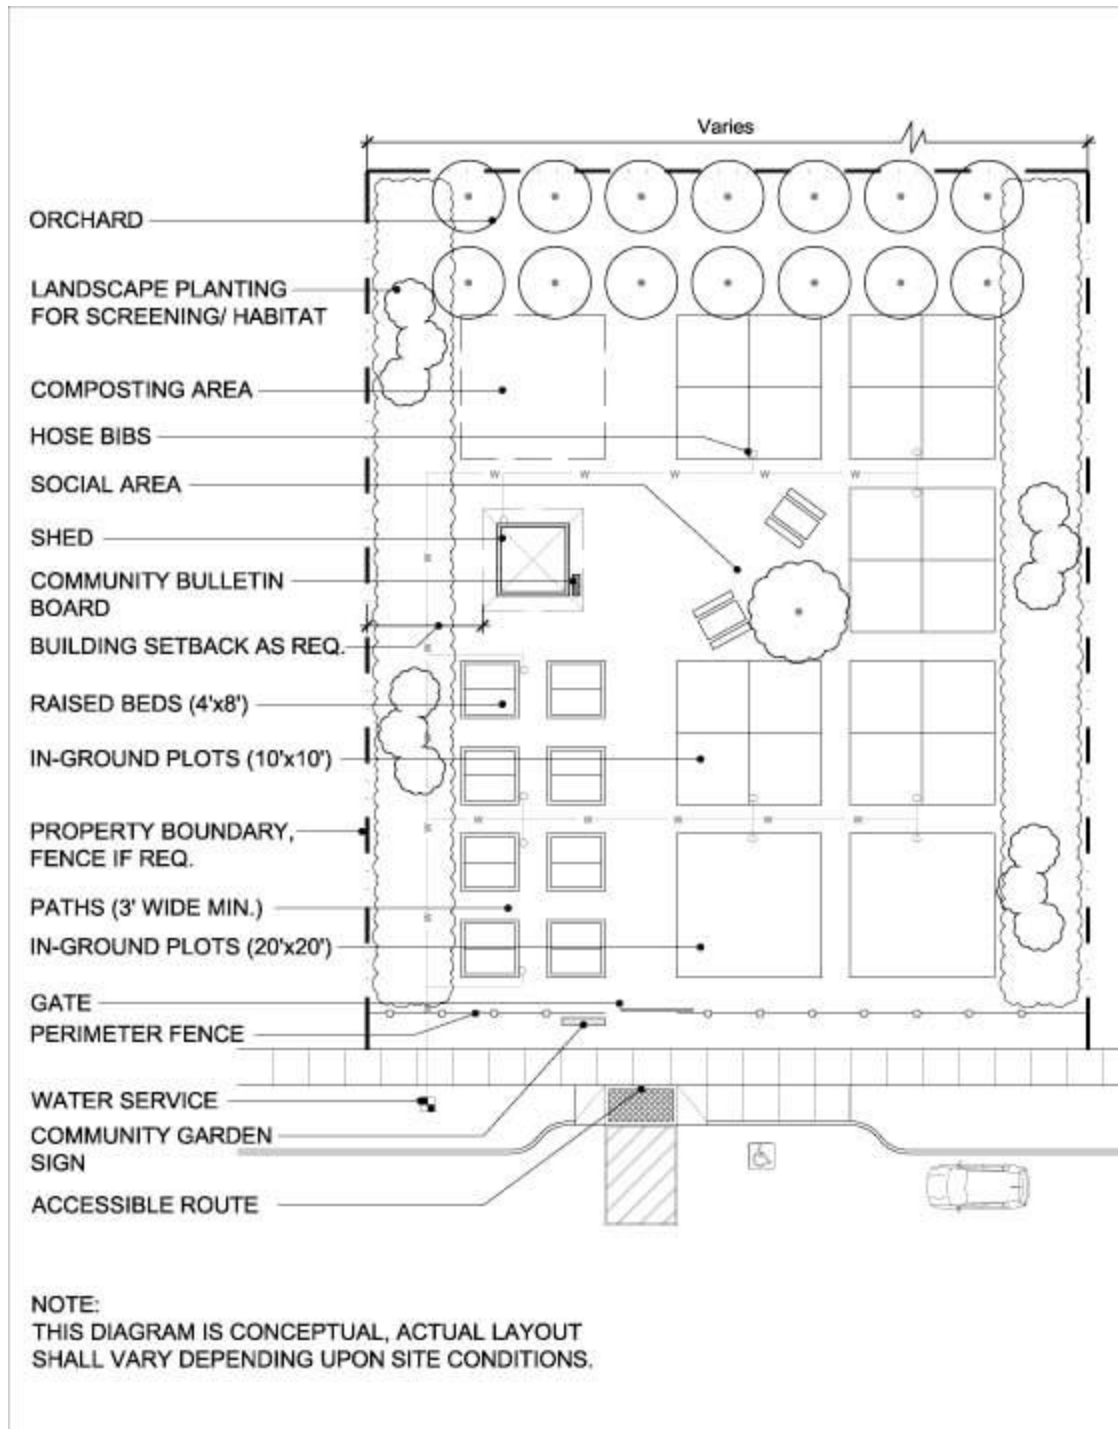 Varies
ORCHARD
LANDSCAPE PLANTING
FOR SCREENING/ HABITAT
COMPOSTING AREA
HOSE BIBS
SOCIAL AREA
SHED
COMMUNITY BULLETIN
BOARD
BUILDING SETBACK AS REQ.
RAISED BEDS (4'x8')
IN-GROUND PLOTS (10'x10')
PROPERTY BOUNDARY,
FENCE IF REQ.
PATHS (3' WIDE MIN.)
IN-GROUND PLOTS (20'x20')
GATE
PERIMETER FENCE
WATER SERVICE
COMMUNITY GARDEN
SIGN
ACCESSIBLE ROUTE
W W W W W
W
W
W
W W W W W
W
W
NOTE:
THIS DIAGRAM IS CONCEPTUAL, ACTUAL LAYOUT
SHALL VARY DEPENDING UPON SITE CONDITIONS.